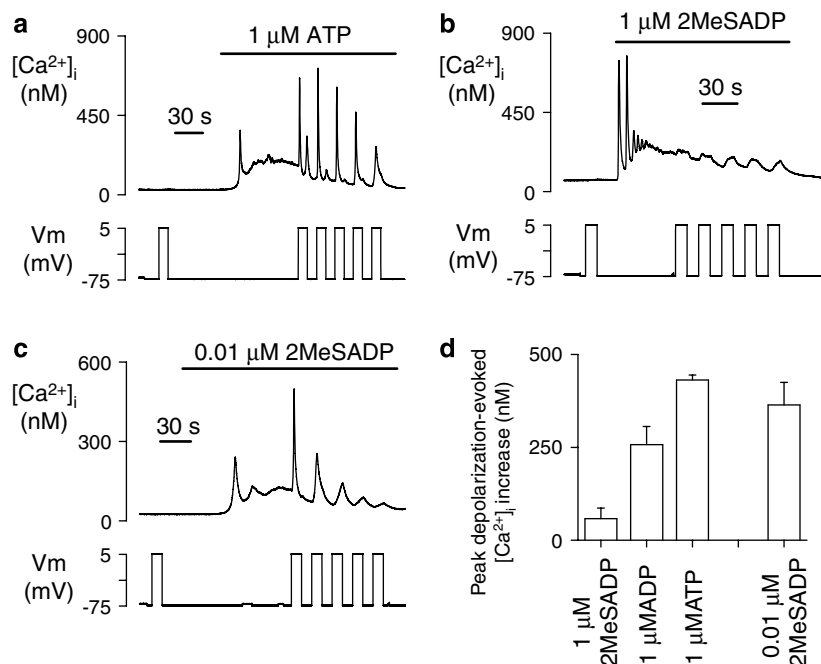 a
1 μM ATP
900
[Ca²⁺]ᵢ
(nM)
450
30 s
0
Vm
(mV)
5
-75
b
1 μM 2MeSADP
900
[Ca²⁺]ᵢ
(nM)
450
30 s
0
Vm
(mV)
5
-75
c
0.01 μM 2MeSADP
600
[Ca²⁺]ᵢ
(nM)
300
30 s
0
Vm
(mV)
5
-75
d
Peak depolarization-evoked
[Ca²⁺]ᵢ increase (nM)
500
250
0
1 μM
2MeSADP
1 μMADP
1 μMATP
0.01 μM
2MeSADP